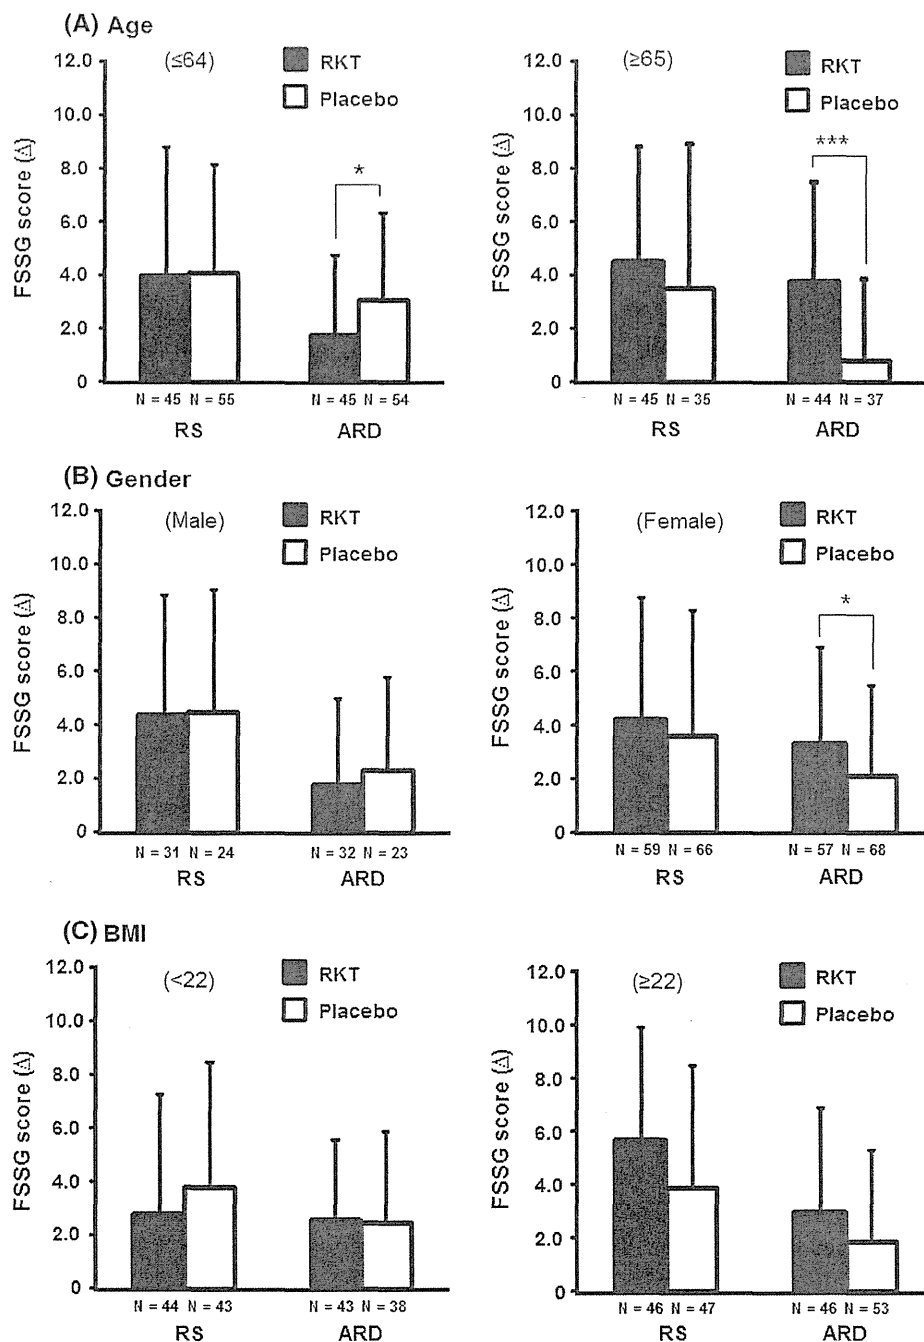 (A) Age
(≤64)
RKT
Placebo
FSSG score (Δ)
12.0
10.0
8.0
6.0
4.0
2.0
0
*
N = 45 N = 55 N = 45 N = 54
RS ARD
(≥65)
RKT
Placebo
FSSG score (Δ)
12.0
10.0
8.0
6.0
4.0
2.0
0
***
N = 45 N = 35 N = 44 N = 37
RS ARD
(B) Gender
(Male)
RKT
Placebo
FSSG score (Δ)
12.0
10.0
8.0
6.0
4.0
2.0
0
N = 31 N = 24 N = 32 N = 23
RS ARD
(Female)
RKT
Placebo
FSSG score (Δ)
12.0
10.0
8.0
6.0
4.0
2.0
0
*
N = 59 N = 66 N = 57 N = 68
RS ARD
(C) BMI
(<22)
RKT
Placebo
FSSG score (Δ)
12.0
10.0
8.0
6.0
4.0
2.0
0
N = 44 N = 43 N = 43 N = 38
RS ARD
(≥22)
RKT
Placebo
FSSG score (Δ)
12.0
10.0
8.0
6.0
4.0
2.0
0
N = 46 N = 47 N = 46 N = 53
RS ARD